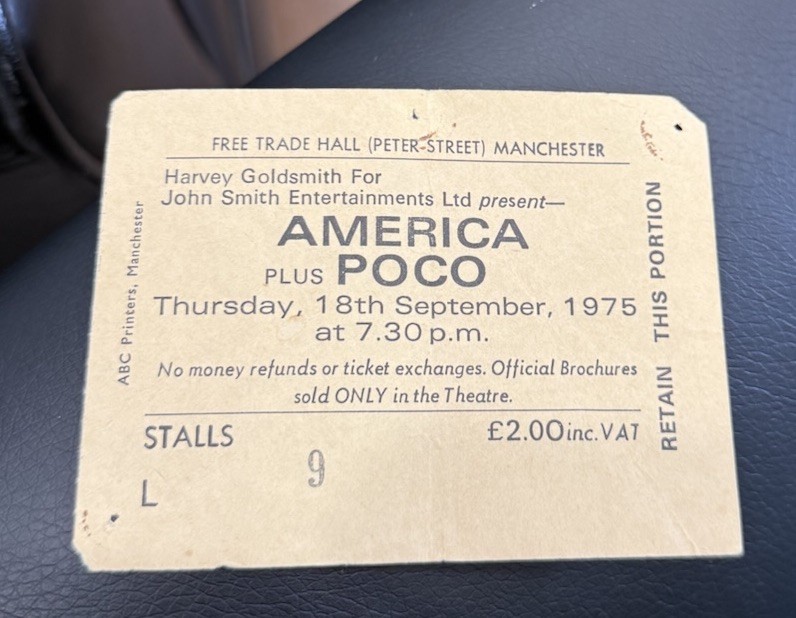 FREE TRADE HALL (PETER-STREET) MANCHESTER
Harvey Goldsmith For
John Smith Entertainments Ltd present—
AMERICA
PLUS POCO
Thursday, 18th September, 1975
at 7.30 p.m.
No money refunds or ticket exchanges. Official Brochures
sold ONLY in the Theatre.
STALLS £2.00 inc. VAT
9
L
ABC Printers, Manchester
RETAIN THIS PORTION